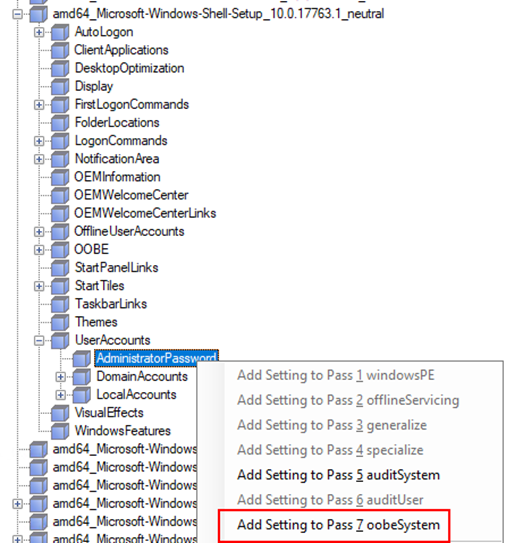 amd64_Microsoft-Windows-Shell-Setup_10.0.17763.1_neutral
AutoLogon
ClientApplications
DesktopOptimization
Display
FirstLogonCommands
FolderLocations
LogonCommands
NotificationArea
OEMInformation
OEMWelcomeCenter
OEMWelcomeCenterLinks
OfflineUserAccounts
OOBE
StartPanelLinks
StartTiles
TaskbarLinks
Themes
UserAccounts
AdministratorPassword
DomainAccounts
LocalAccounts
VisualEffects
WindowsFeatures
amd64_Microsoft-Windows
amd64_Microsoft-Windows
amd64_Microsoft-Windows
amd64_Microsoft-Windows
amd64_Microsoft-Windows
amd64_Microsoft-Windows
Add Setting to Pass 1 windowsPE
Add Setting to Pass 2 offlineServicing
Add Setting to Pass 3 generalize
Add Setting to Pass 4 specialize
Add Setting to Pass 5 auditSystem
Add Setting to Pass 6 auditUser
Add Setting to Pass 7 oobeSystem